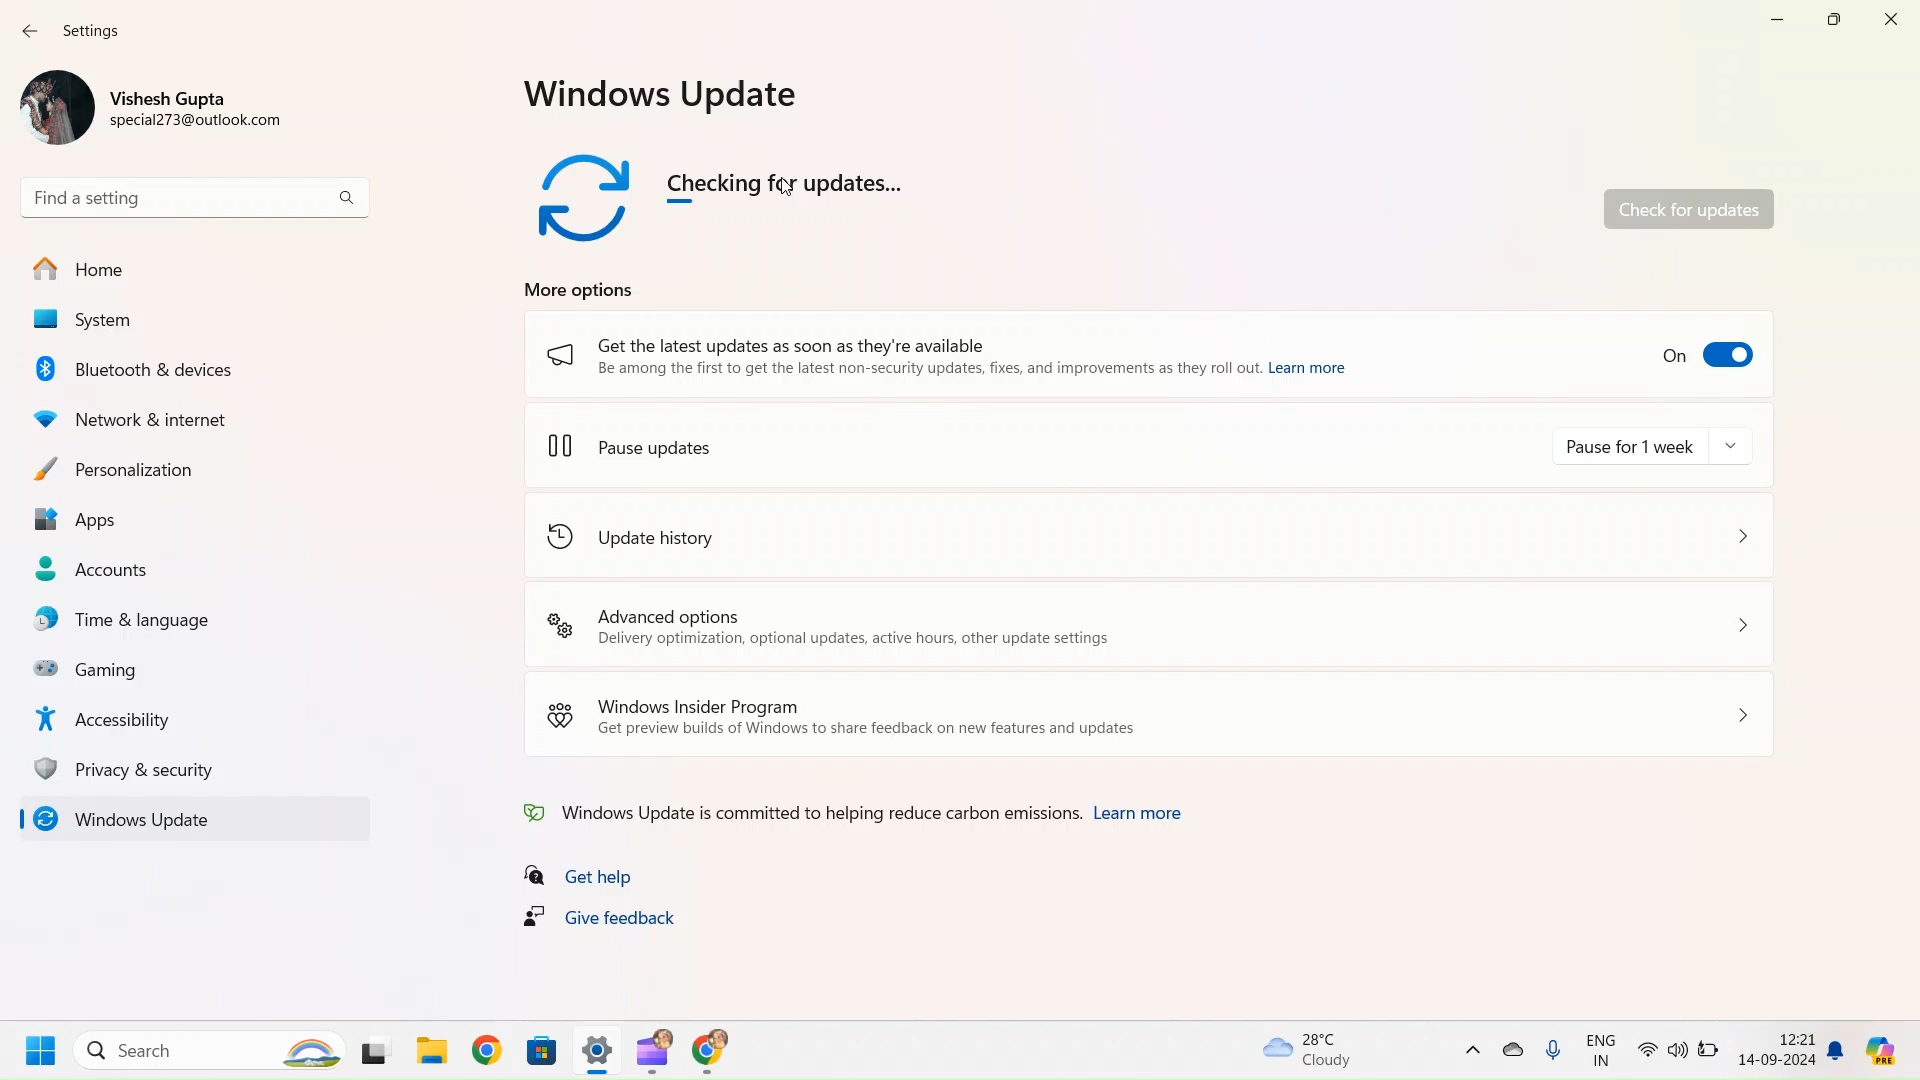 Settings
Vishesh Gupta
special273@outlook.com
Find a setting
Home
System
Bluetooth & devices
Network & internet
Personalization
Apps
Accounts
Time & language
Gaming
Accessibility
Privacy & security
Windows Update
Windows Update
Checking for updates...
Check for updates
More options
Get the latest updates as soon as they're available
Be among the first to get the latest non-security updates, fixes, and improvements as they roll out. Learn more
On
Pause updates
Pause for 1 week
Update history
Advanced options
Delivery optimization, optional updates, active hours, other update settings
Windows Insider Program
Get preview builds of Windows to share feedback on new features and updates
Windows Update is committed to helping reduce carbon emissions. Learn more
Get help
Give feedback
Search
28°C
Cloudy
ENG
IN
12:21
14-09-2024
PRE